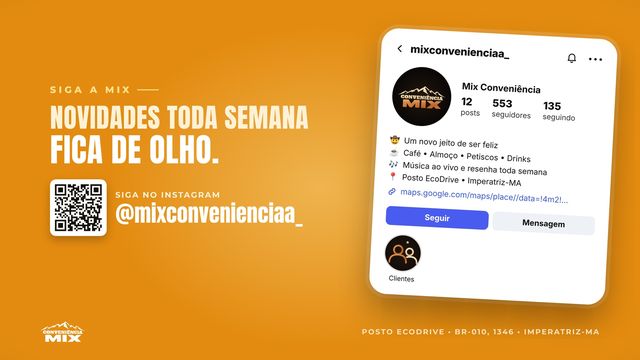 SIGA A MIX
NOVIDADES TODA SEMANA
FICA DE OLHO.
SIGA NO INSTAGRAM
@mixconvenienciaa_
CONVENIÊNCIA
MIX
mixconvenienciaa_
CONVENIÊNCIA
MIX
Mix Conveniência
12 553 135
posts seguidores seguindo
🤠 Um novo jeito de ser feliz
☕ Café • Almoço • Petiscos • Drinks
🎶 Música ao vivo e resenha toda semana
📍 Posto EcoDrive • Imperatriz-MA
maps.google.com/maps/place//data=!4m2!...
Seguir Mensagem
Clientes
POSTO ECODRIVE • BR-010, 1346 • IMPERATRIZ-MA